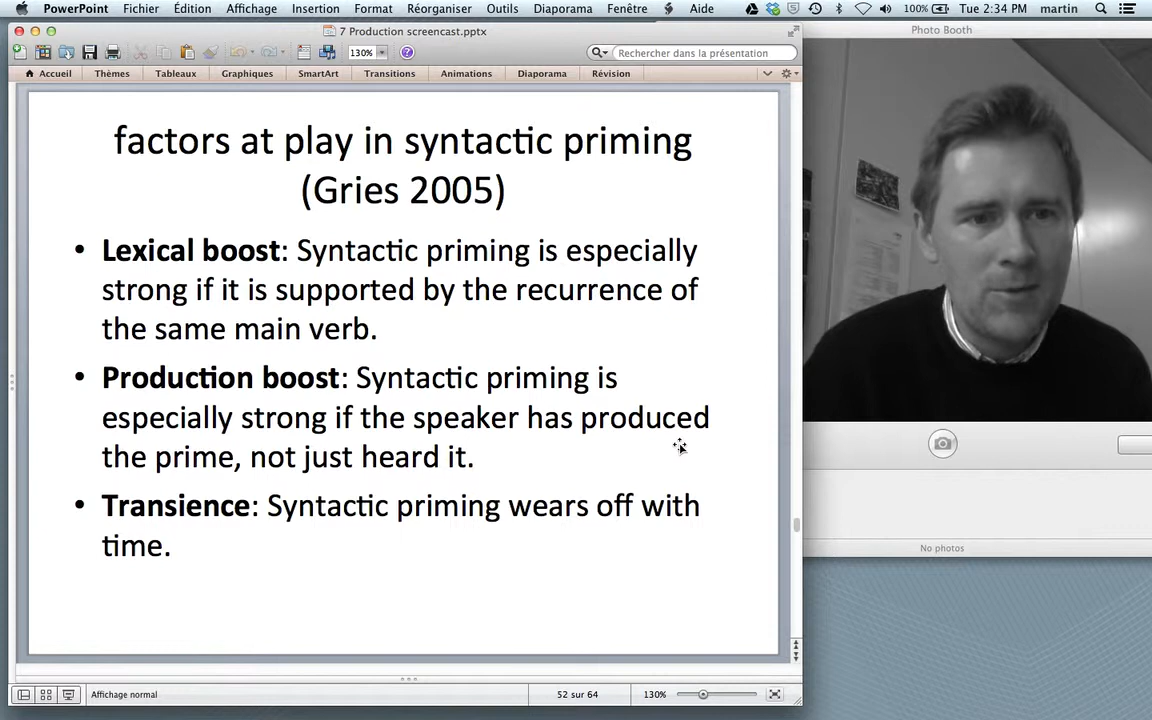 PowerPoint Fichier Édition Affichage Insertion Format Réorganiser Outils Diaporama Fenêtre Aide 100% Tue 2:34 PM martin
7 Production screencast.pptx
Photo Booth
130% Rechercher dans la présentation
Accueil Thèmes Tableaux Graphiques SmartArt Transitions Animations Diaporama Révision
factors at play in syntactic priming
(Gries 2005)
• Lexical boost: Syntactic priming is especially
strong if it is supported by the recurrence of
the same main verb.
• Production boost: Syntactic priming is
especially strong if the speaker has produced
the prime, not just heard it.
• Transience: Syntactic priming wears off with
time.
No photos
Affichage normal 52 sur 64 130%